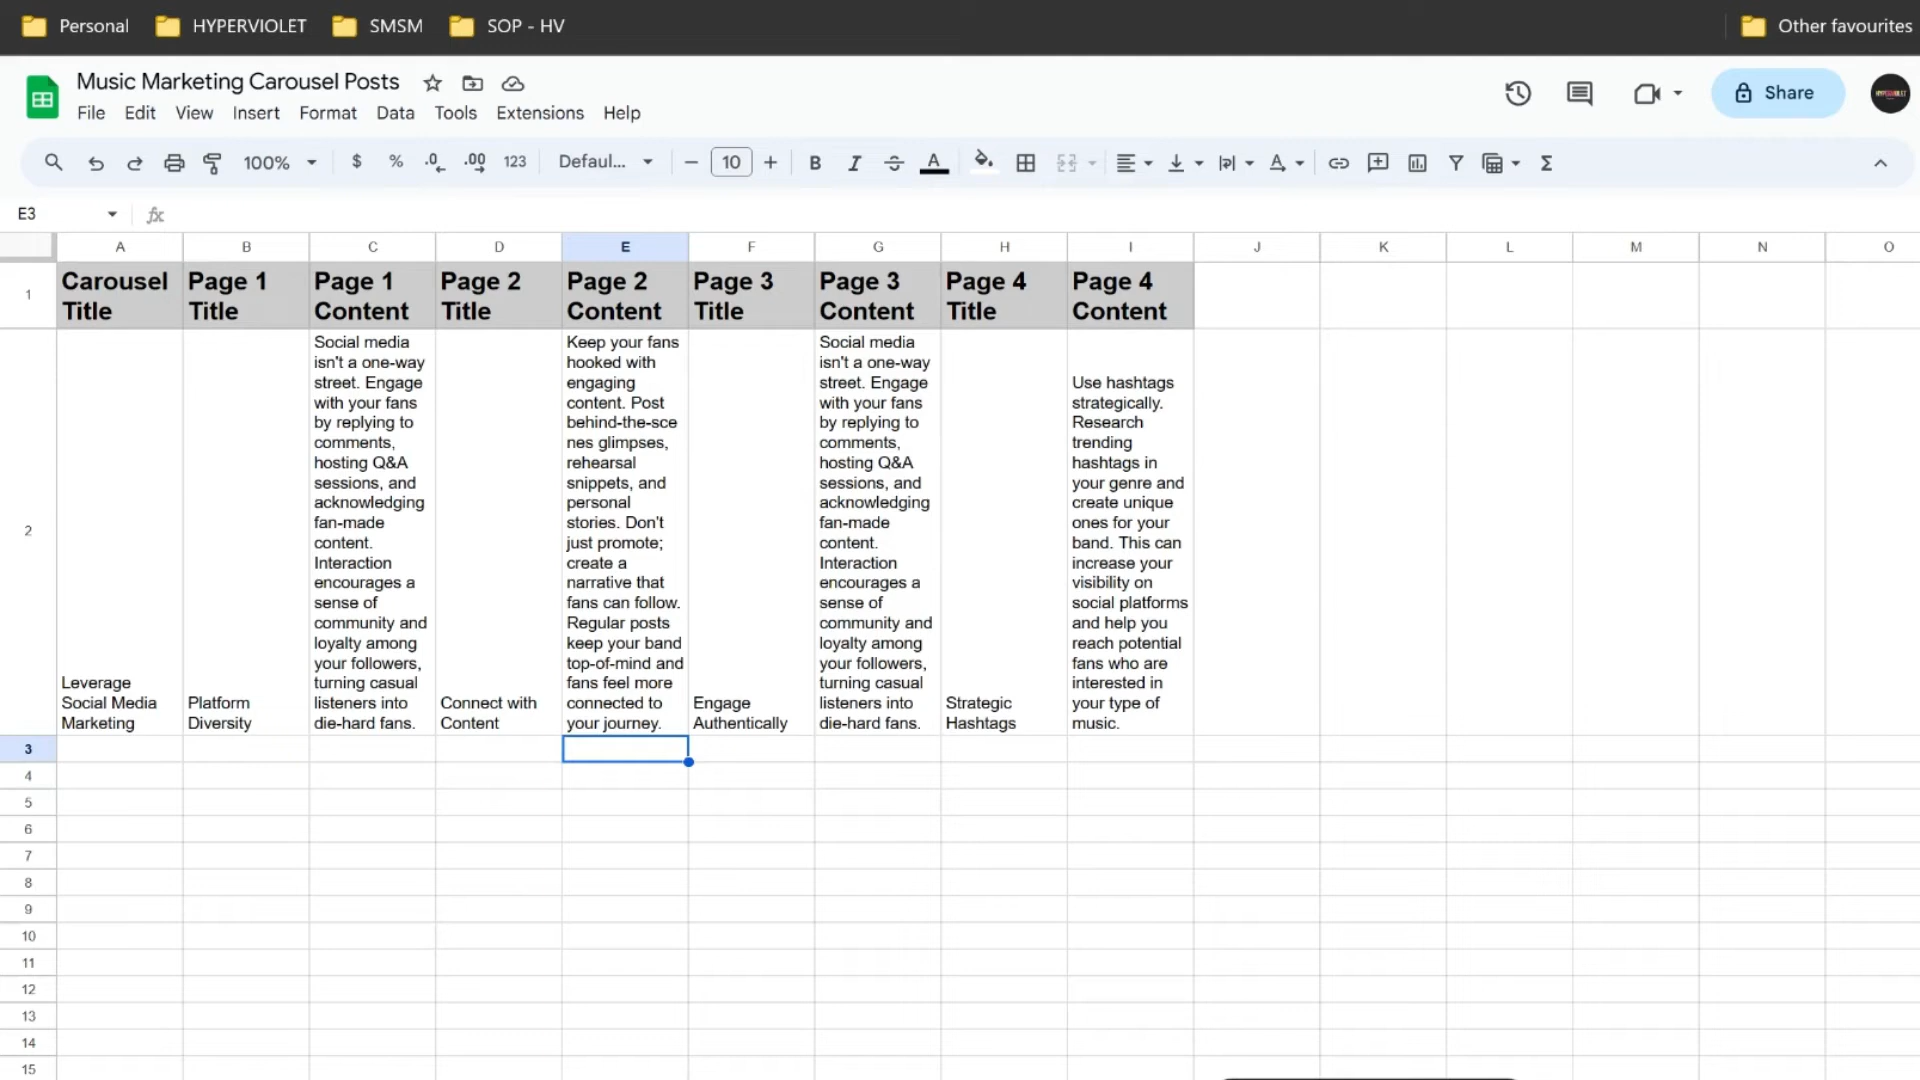 Personal
HYPERVIOLET
SMSM
SOP - HV
Other favourites
Music Marketing Carousel Posts
File Edit View Insert Format Data Tools Extensions Help
Share
100%
$ % .0 .00 123
Defaul...
10
B I A
E3
fx
A B C D E F G H I J K L M N O
1
Carousel
Title
Page 1
Title
Page 1
Content
Page 2
Title
Page 2
Content
Page 3
Title
Page 3
Content
Page 4
Title
Page 4
Content
2
Leverage
Social Media
Marketing
Platform
Diversity
Social media
isn't a one-way
street. Engage
with your fans
by replying to
comments,
hosting Q&A
sessions, and
acknowledging
fan-made
content.
Interaction
encourages a
sense of
community and
loyalty among
your followers,
turning casual
listeners into
die-hard fans.
Connect with
Content
Keep your fans
hooked with
engaging
content. Post
behind-the-sce
nes glimpses,
rehearsal
snippets, and
personal
stories. Don't
just promote;
create a
narrative that
fans can follow.
Regular posts
keep your band
top-of-mind and
fans feel more
connected to
your journey.
Engage
Authentically
Social media
isn't a one-way
street. Engage
with your fans
by replying to
comments,
hosting Q&A
sessions, and
acknowledging
fan-made
content.
Interaction
encourages a
sense of
community and
loyalty among
your followers,
turning casual
listeners into
die-hard fans.
Strategic
Hashtags
Use hashtags
strategically.
Research
trending
hashtags in
your genre and
create unique
ones for your
band. This can
increase your
visibility on
social platforms
and help you
reach potential
fans who are
interested in
your type of
music.
3
4
5
6
7
8
9
10
11
12
13
14
15